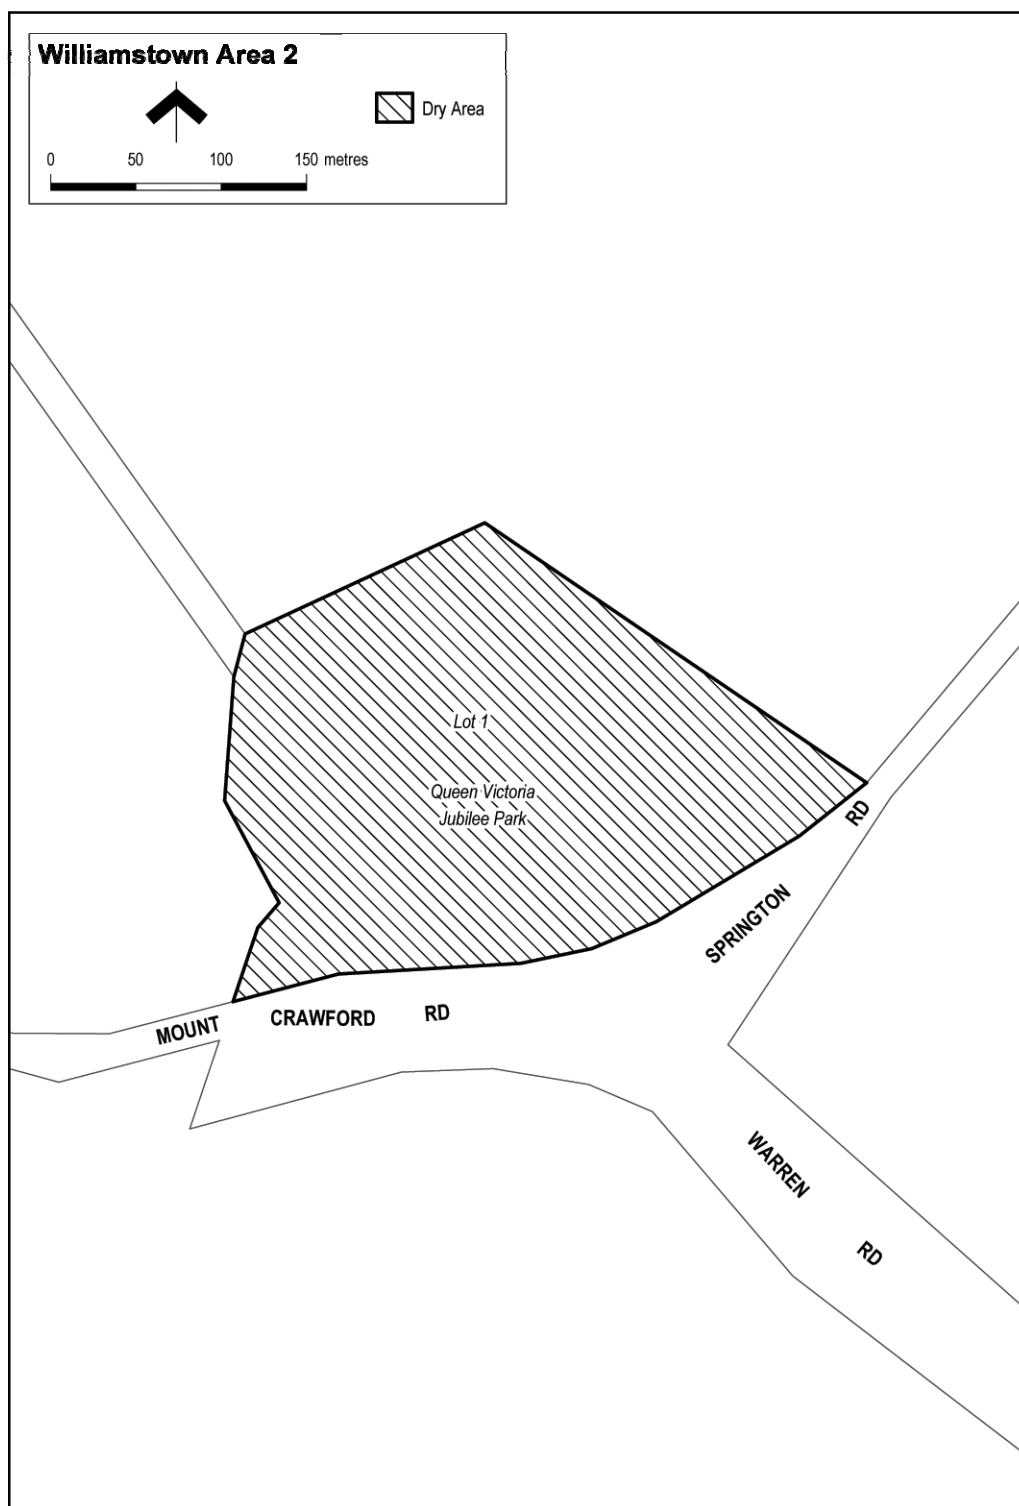 Williamstown Area 2
Dry Area
0 50 100 150 metres
Lot 1
Queen Victoria
Jubilee Park
SPRINGTON RD
MOUNT CRAWFORD RD
WARREN RD